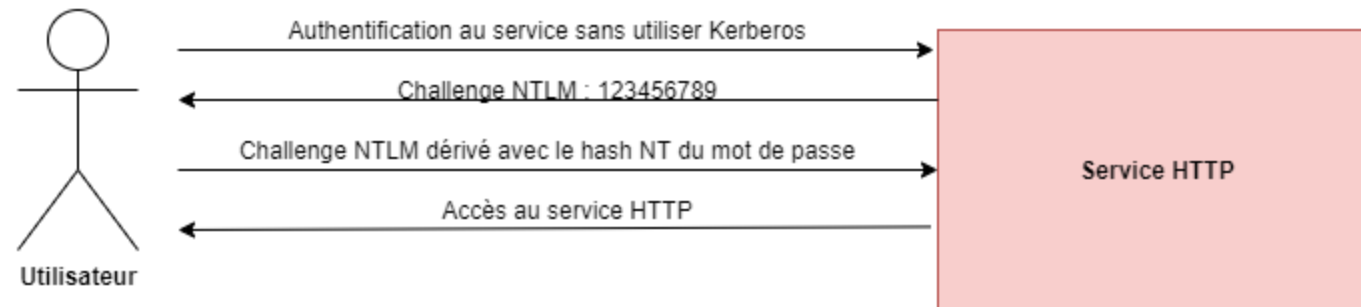 Authentification au service sans utiliser Kerberos
Challenge NTLM : 123456789
Challenge NTLM dérivé avec le hash NT du mot de passe
Service HTTP
Accès au service HTTP
Utilisateur